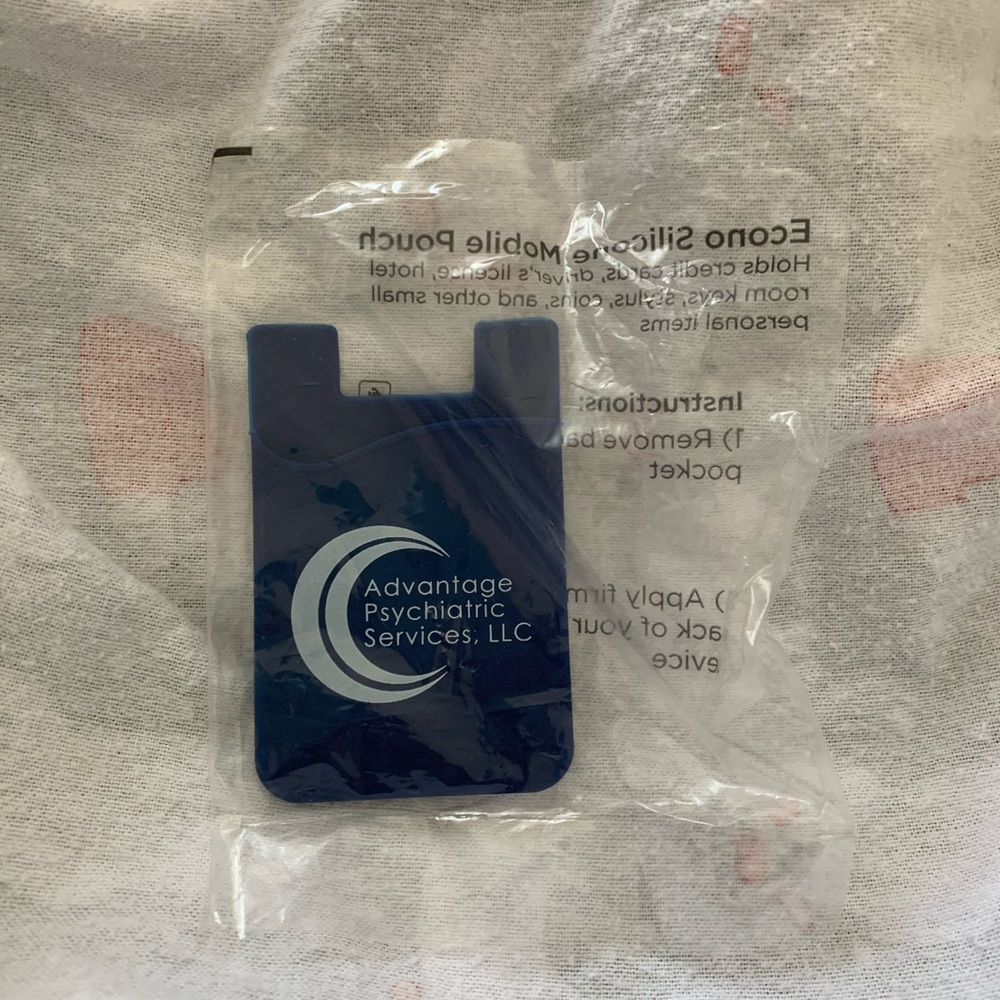 Econo Silicone Mobile Pouch
Holds credit cards, driver's license, hotel
room keys, stylus, coins, and other small
personal items
Instructions:
1) Remove ba
pocket
) Apply firm
ack of your
evice
Advantage
Psychiatric
Services, LLC